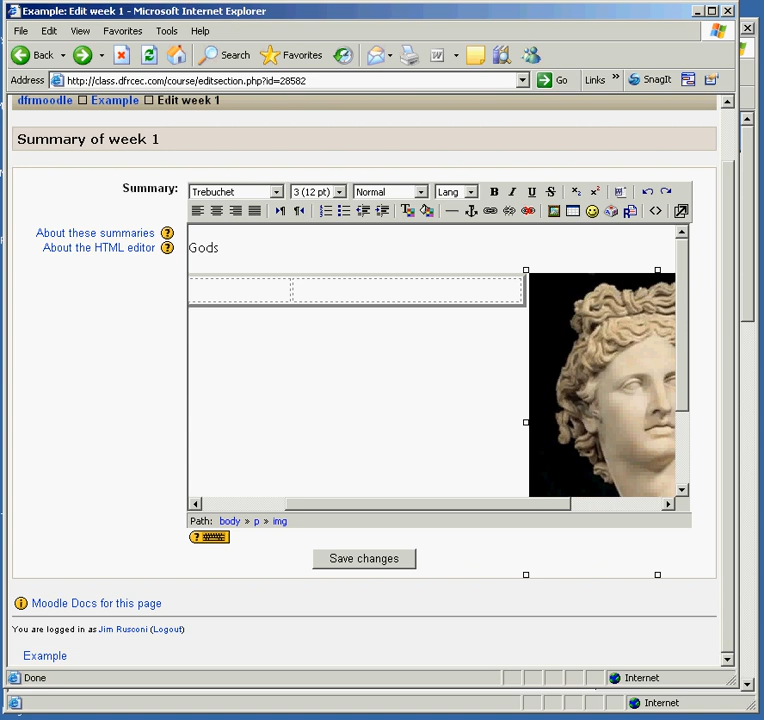 Example: Edit week 1 - Microsoft Internet Explorer
File Edit View Favorites Tools Help
Back Search Favorites
Address http://class.dfrcec.com/course/editsection.php?id=28582 Go Links » SnagIt
dfrmoodle □ Example □ Edit week 1
Summary of week 1
Summary: Trebuchet 3 (12 pt) Normal Lang B I U S
About these summaries ?
About the HTML editor ?
Gods
Path: body » p » img
?
Save changes
Moodle Docs for this page
You are logged in as Jim Rusconi (Logout)
Example
Done Internet
Internet